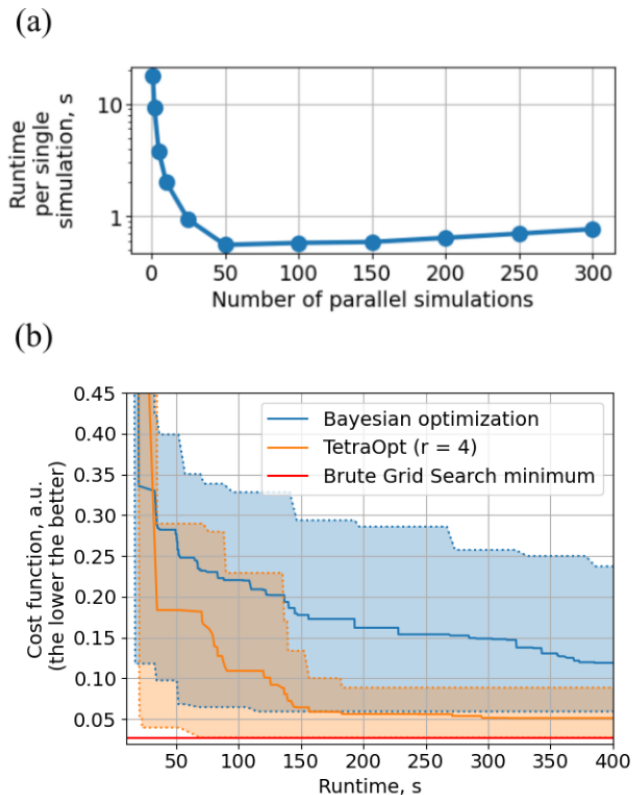 (a)
Runtime
per single
simulation, s
10
1
0 50 100 150 200 250 300
Number of parallel simulations
(b)
Cost function, a.u.
(the lower the better)
0.45
0.40
0.35
0.30
0.25
0.20
0.15
0.10
0.05
Bayesian optimization
TetraOpt (r = 4)
Brute Grid Search minimum
50 100 150 200 250 300 350 400
Runtime, s